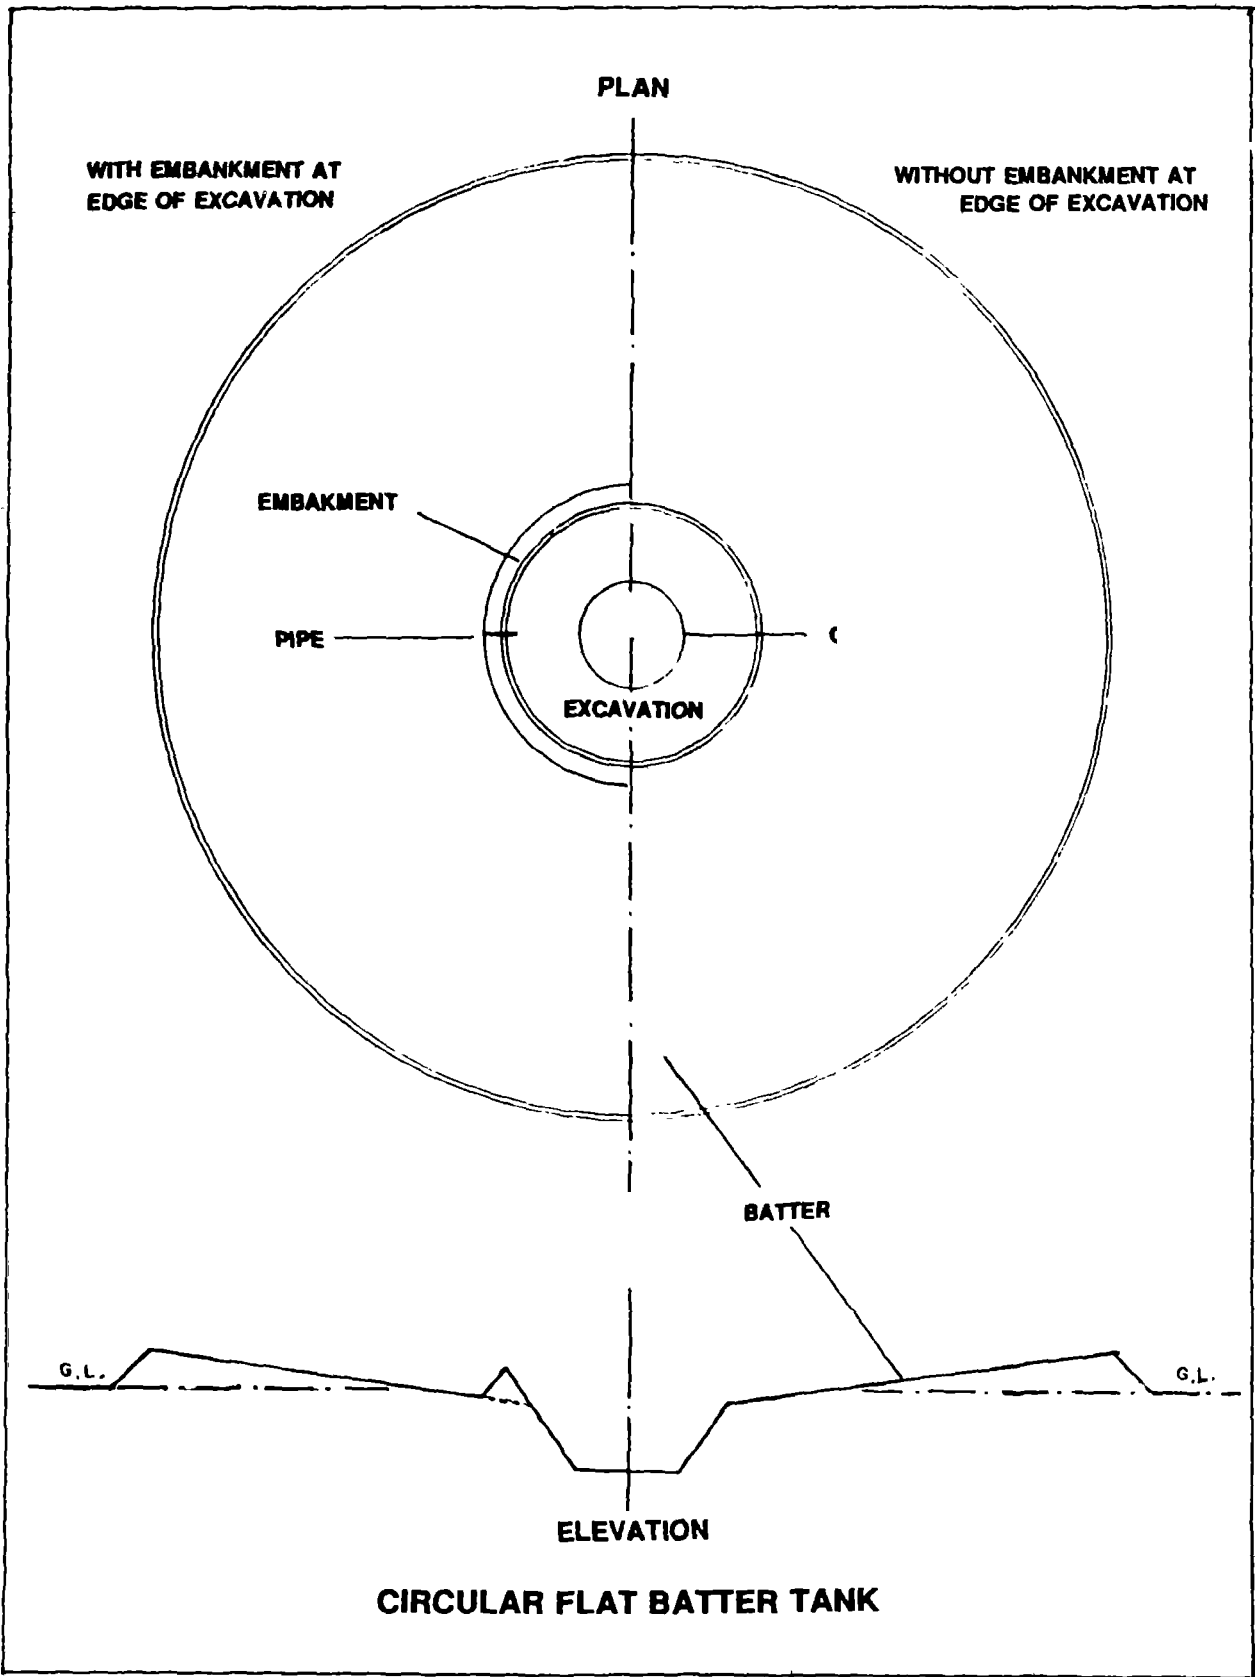 PLAN
WITH EMBANKMENT AT
EDGE OF EXCAVATION
WITHOUT EMBANKMENT AT
EDGE OF EXCAVATION
EMBAKMENT
PIPE
EXCAVATION
BATTER
G.L.
G.L.
ELEVATION
CIRCULAR FLAT BATTER TANK